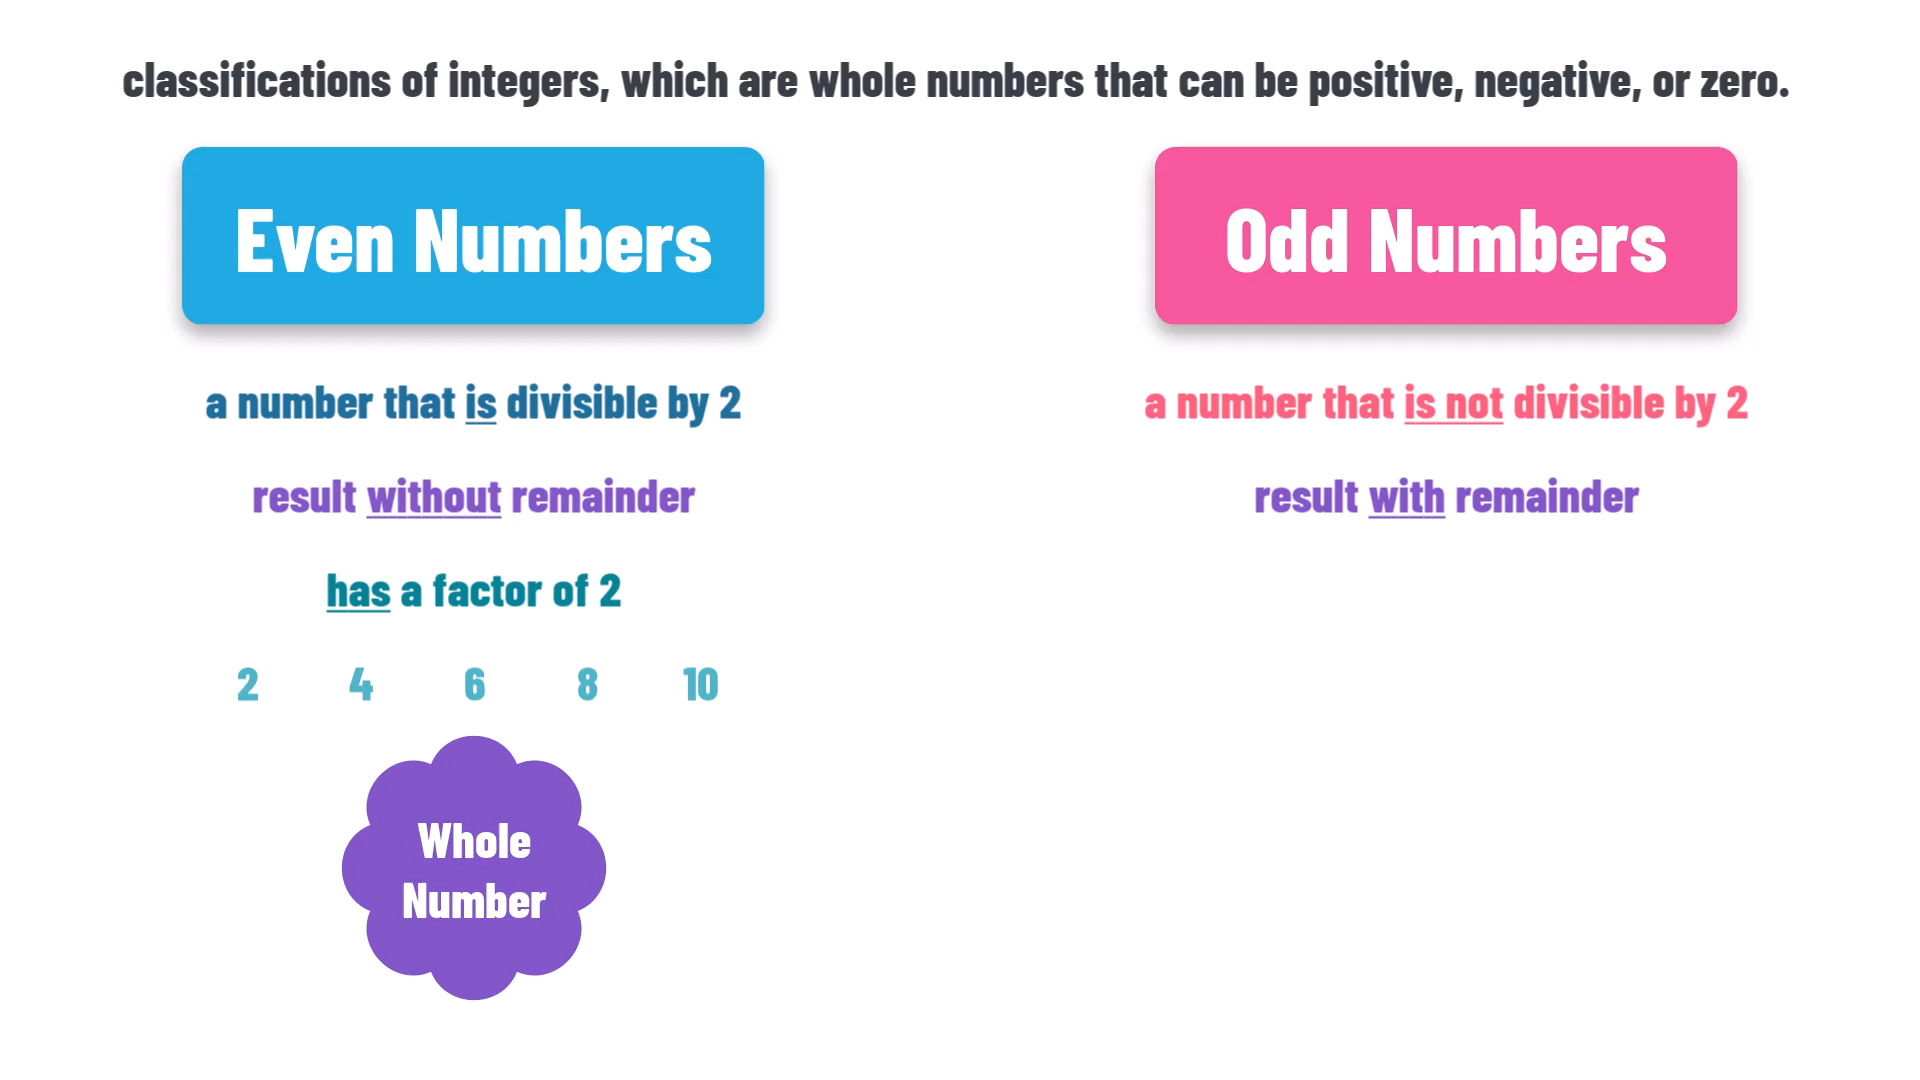 classifications of integers, which are whole numbers that can be positive, negative, or zero.
Even Numbers
a number that is divisible by 2
result without remainder
has a factor of 2
2 4 6 8 10
Whole
Number
Odd Numbers
a number that is not divisible by 2
result with remainder